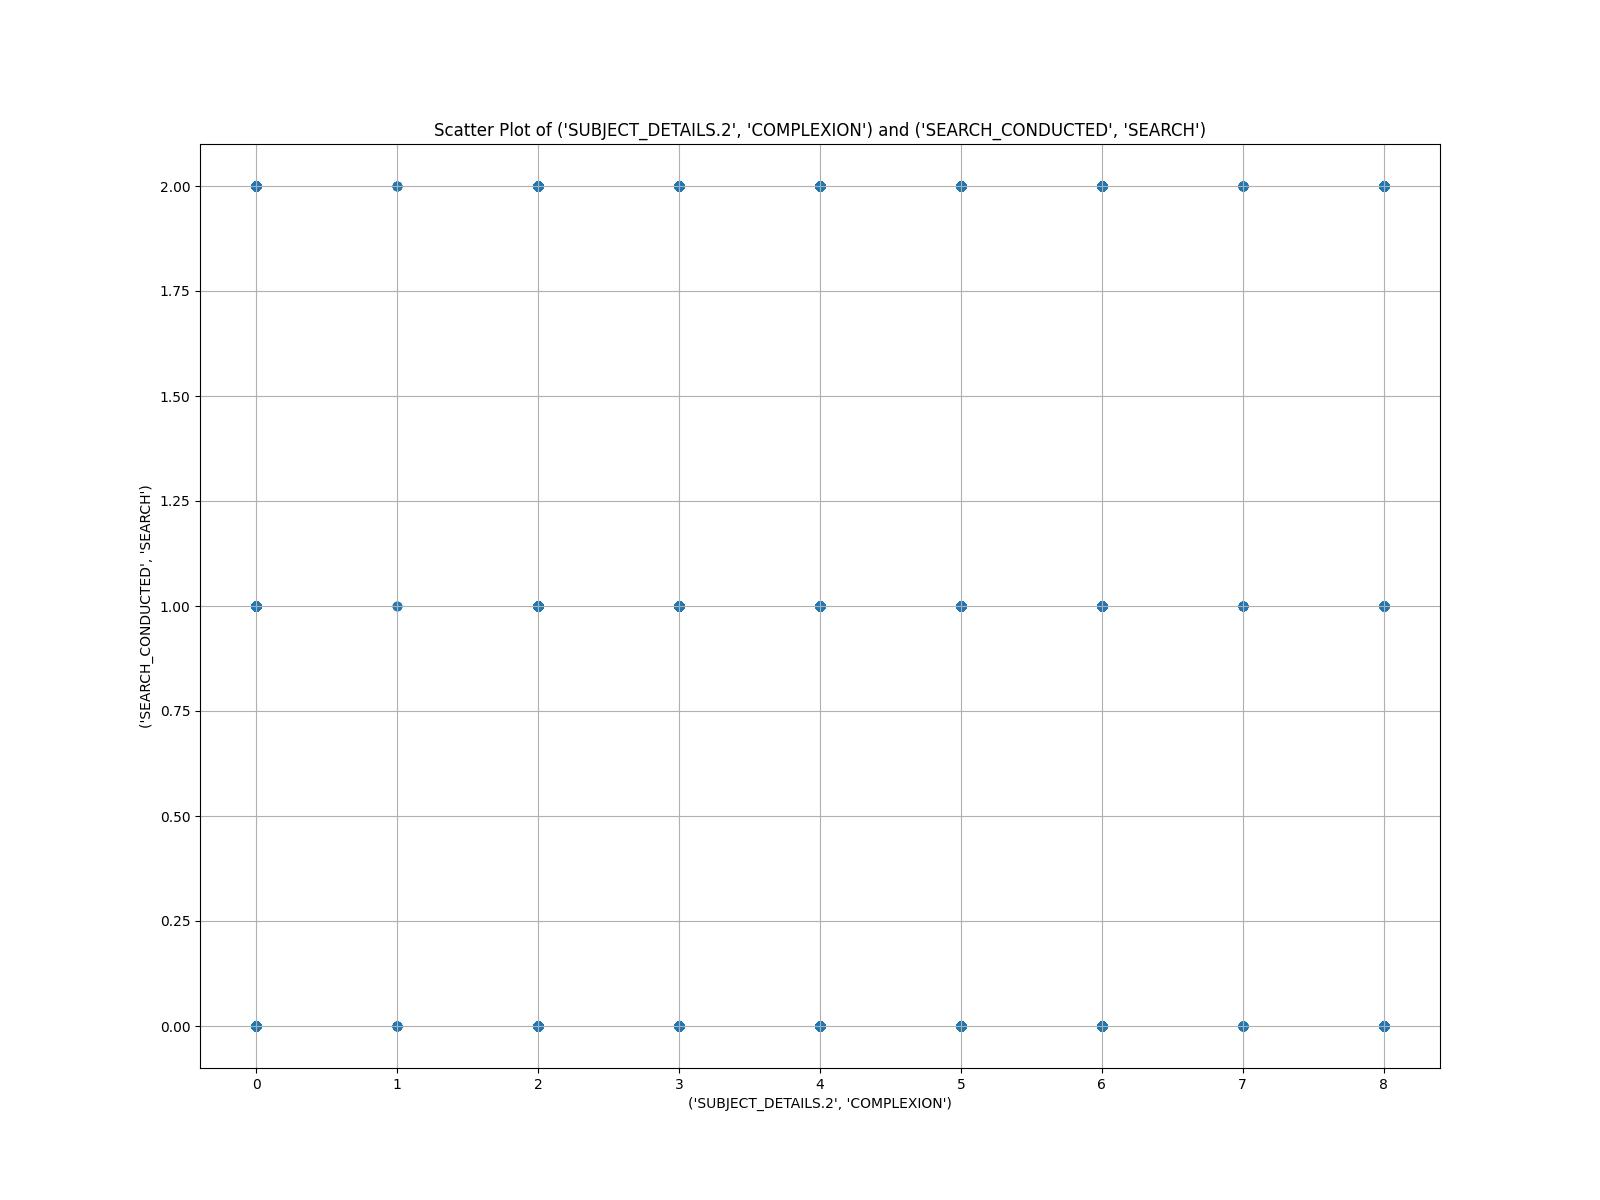 Scatter Plot of ('SUBJECT_DETAILS.2', 'COMPLEXION') and ('SEARCH_CONDUCTED', 'SEARCH')
2.00
1.75
1.50
1.25
1.00
0.75
0.50
0.25
0.00
('SEARCH_CONDUCTED', 'SEARCH')
0 1 2 3 4 5 6 7 8
('SUBJECT_DETAILS.2', 'COMPLEXION')